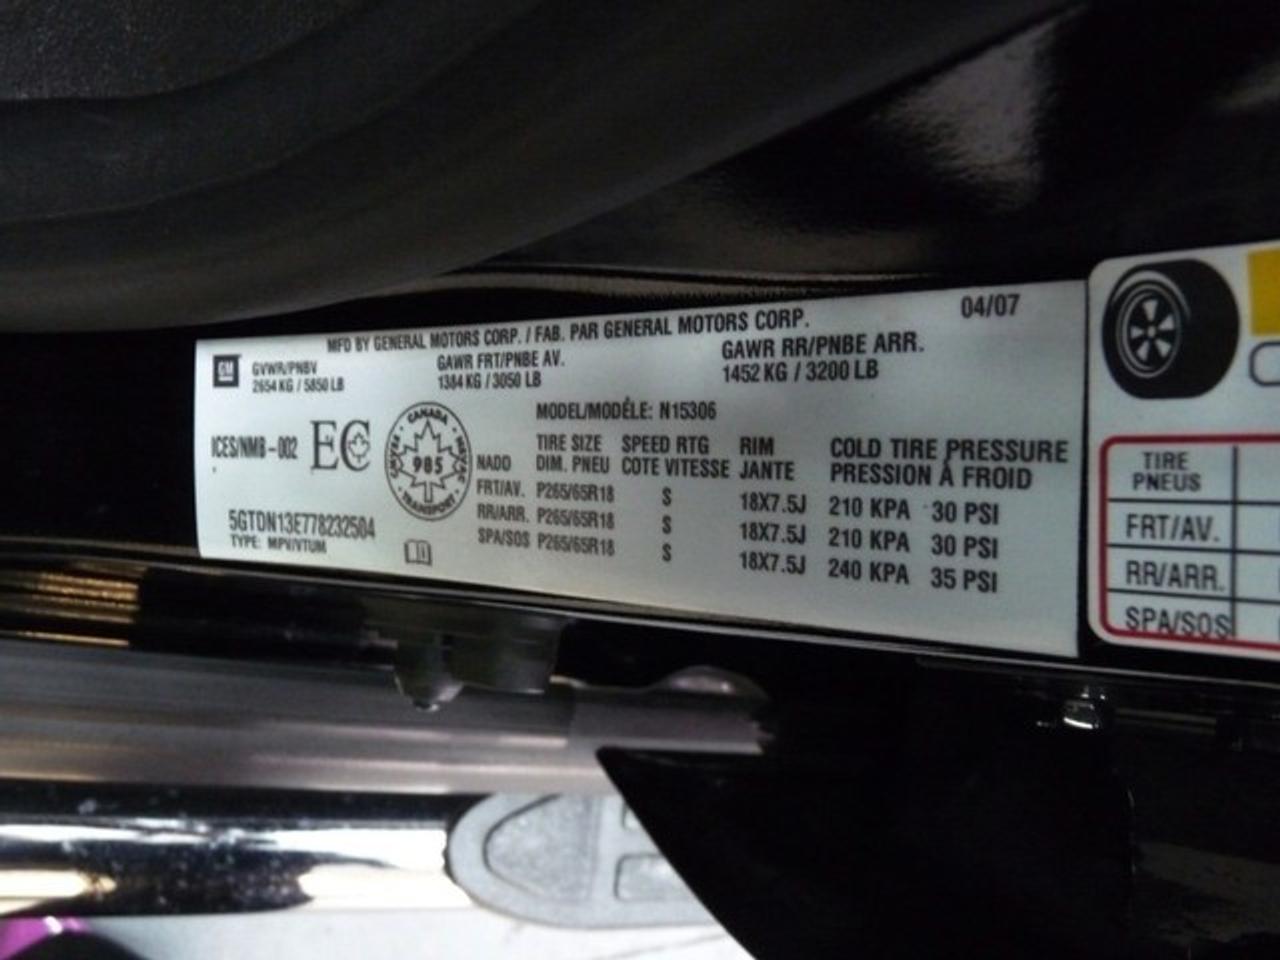 MFD BY GENERAL MOTORS CORP. / FAB. PAR GENERAL MOTORS CORP. 04/07
GM
GVWR/PNBV GAWR FRT/PNBE AV. GAWR RR/PNBE ARR.
2654 KG / 5850 LB 1384 KG / 3050 LB 1452 KG / 3200 LB
MODEL/MODÈLE: N15306
ICES/NMB-002 EC
CANADA
985
TRANSPORT
TIRE SIZE SPEED RTG RIM COLD TIRE PRESSURE
NADD DIM. PNEU COTE VITESSE JANTE PRESSION À FROID
FRT/AV. P265/65R18 S 18X7.5J 210 KPA 30 PSI
RR/ARR. P265/65R18 S 18X7.5J 210 KPA 30 PSI
SPA/SOS P265/65R18 S 18X7.5J 240 KPA 35 PSI
5GTDN13E778232504
TYPE: MPV/VTUM
TIRE
PNEUS
FRT/AV.
RR/ARR.
SPA/SOS